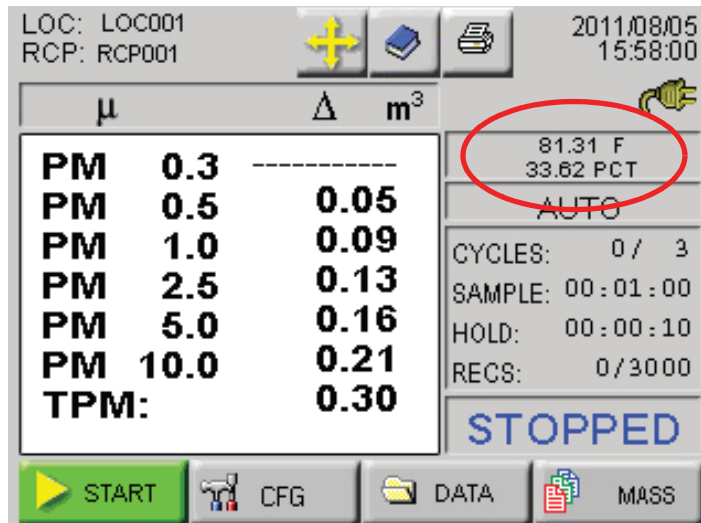 LOC: LOC001
RCP: RCP001
2011/08/05
15:58:00
µ Δ m³
81.31 F
33.62 PCT
AUTO
PM 0.3 -----------
PM 0.5 0.05
PM 1.0 0.09
PM 2.5 0.13
PM 5.0 0.16
PM 10.0 0.21
TPM: 0.30
CYCLES: 0/ 3
SAMPLE: 00:01:00
HOLD: 00:00:10
RECS: 0/3000
STOPPED
START
CFG
DATA
MASS